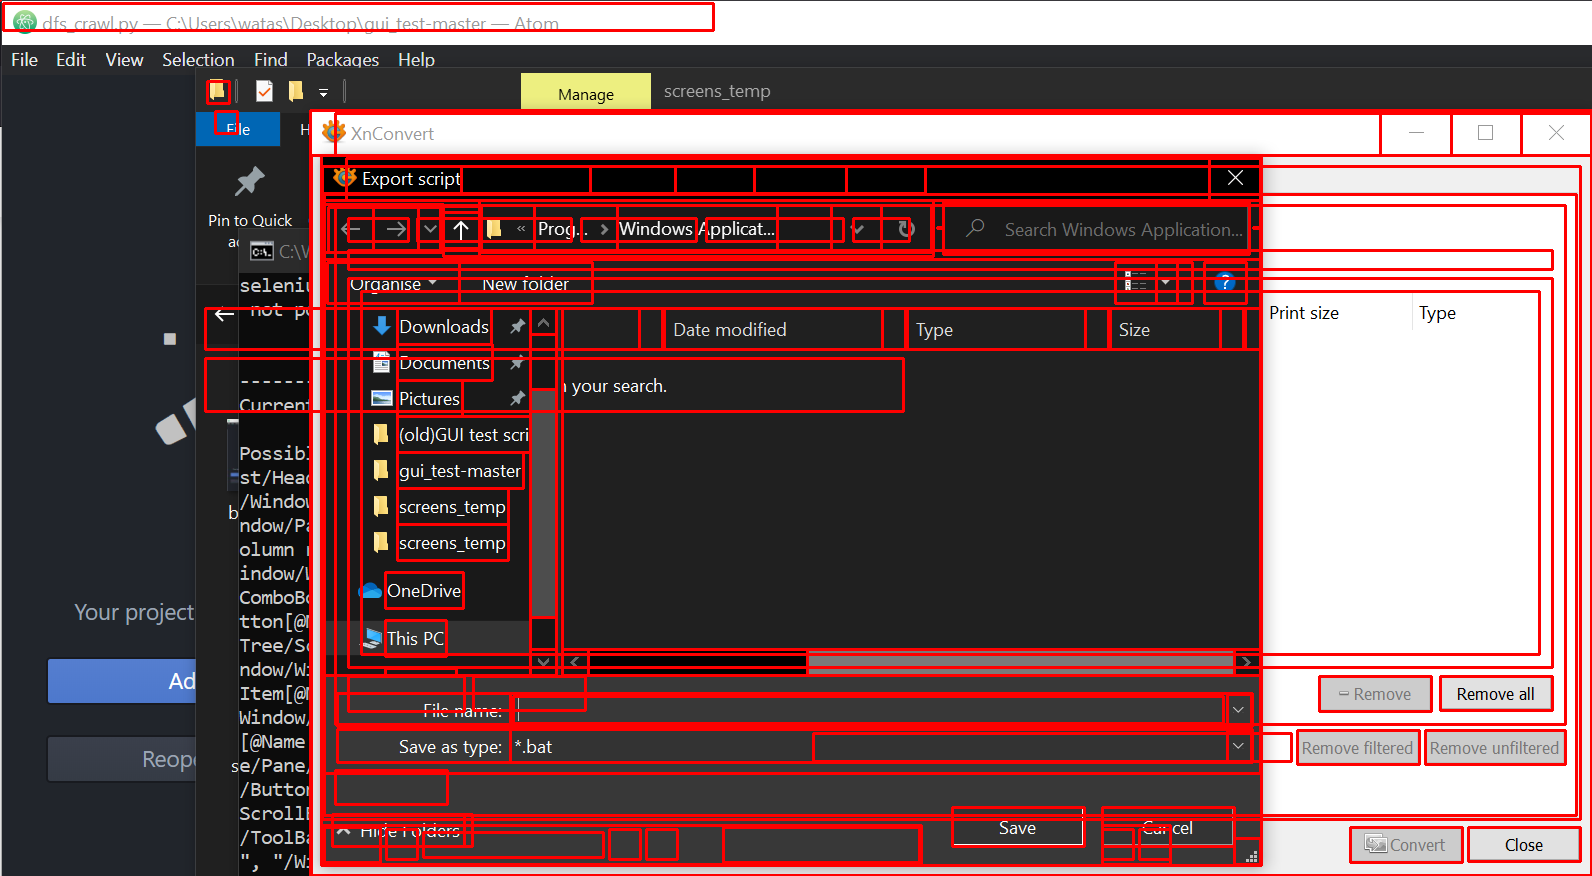 dfs_crawl.py — C:\Users\watas\Desktop\gui_test-master — Atom
File Edit View Selection Find Packages Help
Manage screens_temp
File
XnConvert
Export script
Pin to Quick
Prog... Windows Applicat... Search Windows Application...
C:\
seleniu
not p
Organise New folder
Print size Type
Downloads
Date modified Type Size
Documents
n your search.
Current
Pictures
(old)GUI test scri
Possibl
gui_test-master
st/Head
/Window
screens_temp
ndow/Pa
screens_temp
olumn
indow/
OneDrive
ComboBo
Your project
tton[@
This PC
Tree/Sc
ndow/Wi
Ad
Item[@
Remove Remove all
Window/
File name:
[@Name
Save as type: *.bat
Remove filtered Remove unfiltered
Reope
se/Pane/
/Button
ScrollB
/ToolBa
Hide Folders
Save Cancel
", "/Wi
Convert Close